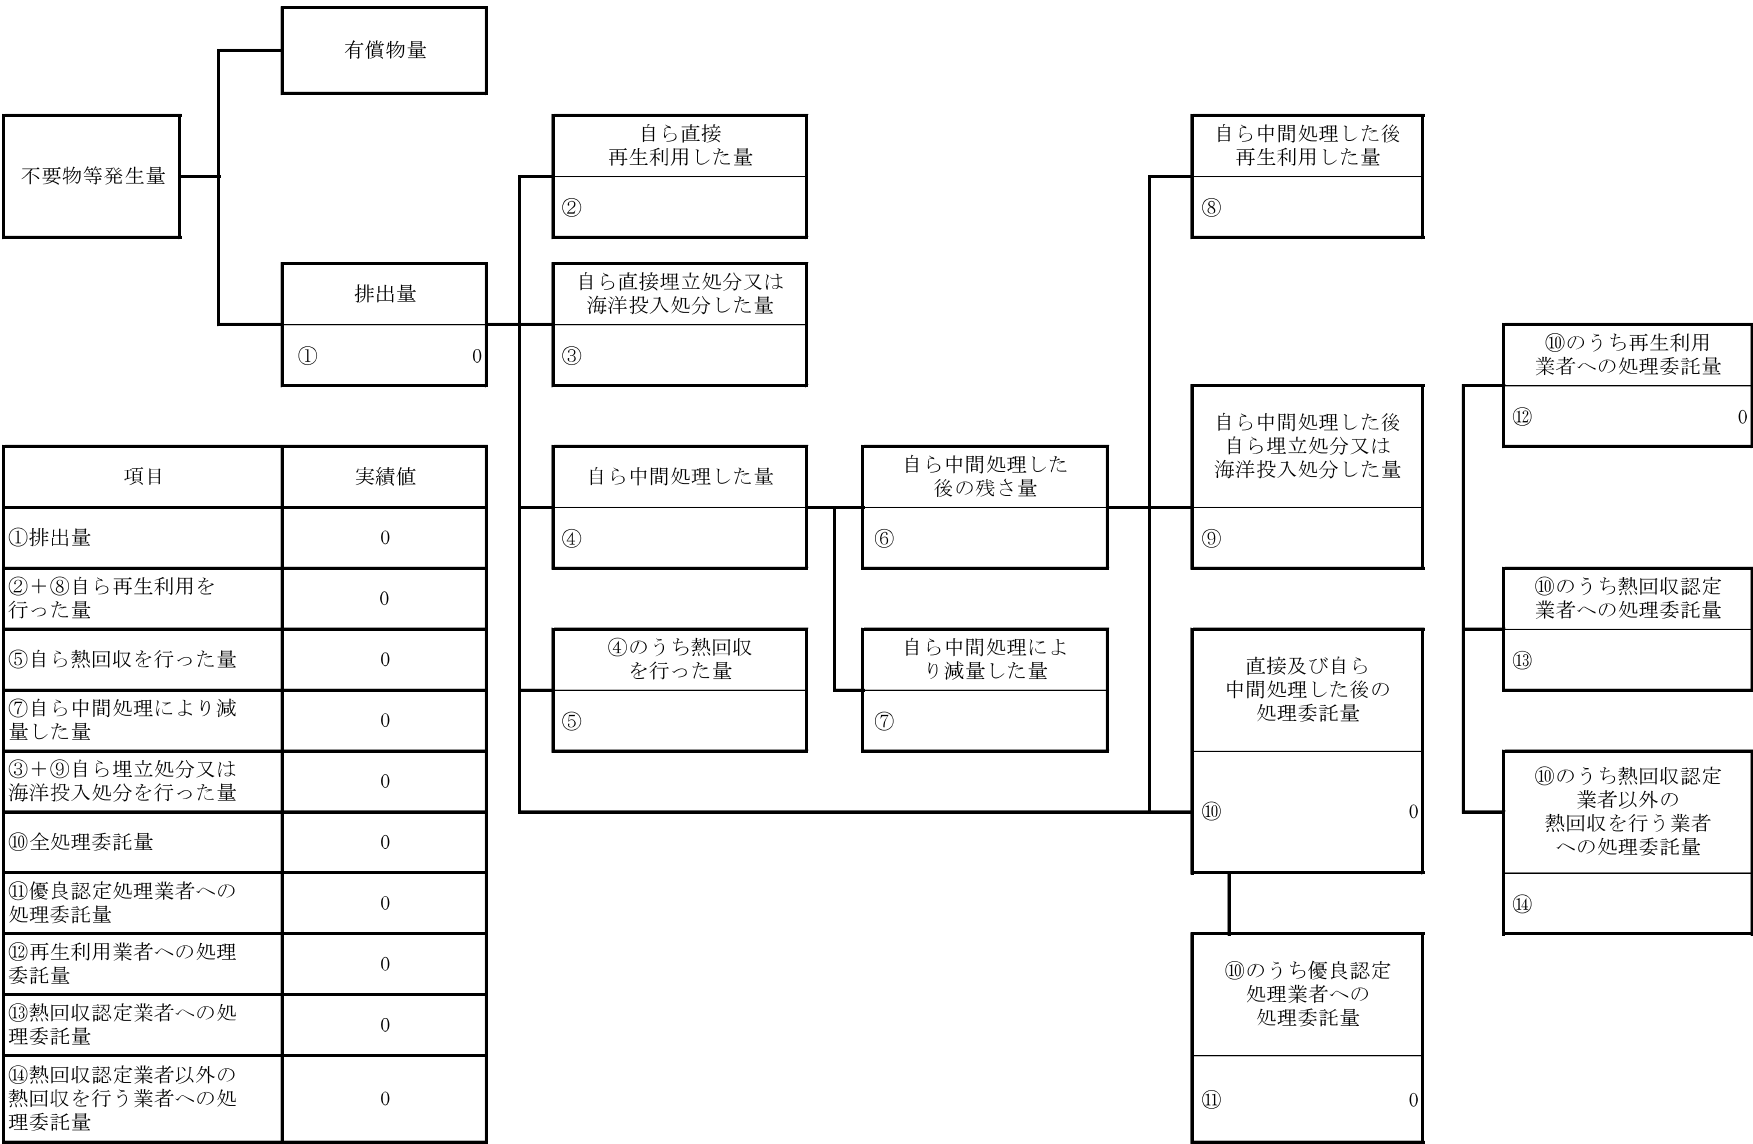 有償物量
不要物等発生量
排出量
① 0
自ら直接
再生利用した量
②
自ら直接埋立処分又は
海洋投入処分した量
③
自ら中間処理した量
④
④のうち熱回収
を行った量
⑤
自ら中間処理した
後の残さ量
⑥
自ら中間処理によ
り減量した量
⑦
自ら中間処理した後
再生利用した量
⑧
自ら中間処理した後
自ら埋立処分又は
海洋投入処分した量
⑨
直接及び自ら
中間処理した後の
処理委託量
⑩ 0
⑩のうち優良認定
処理業者への
処理委託量
⑪ 0
⑩のうち再生利用
業者への処理委託量
⑫ 0
⑩のうち熱回収認定
業者への処理委託量
⑬
⑩のうち熱回収認定
業者以外の
熱回収を行う業者
への処理委託量
⑭
項目 実績値
①排出量 0
②+⑧自ら再生利用を
行った量 0
⑤自ら熱回収を行った量 0
⑦自ら中間処理により減
量した量 0
③+⑨自ら埋立処分又は
海洋投入処分を行った量 0
⑩全処理委託量 0
⑪優良認定処理業者への
処理委託量 0
⑫再生利用業者への処理
委託量 0
⑬熱回収認定業者への処
理委託量 0
⑭熱回収認定業者以外の
熱回収を行う業者への処
理委託量 0